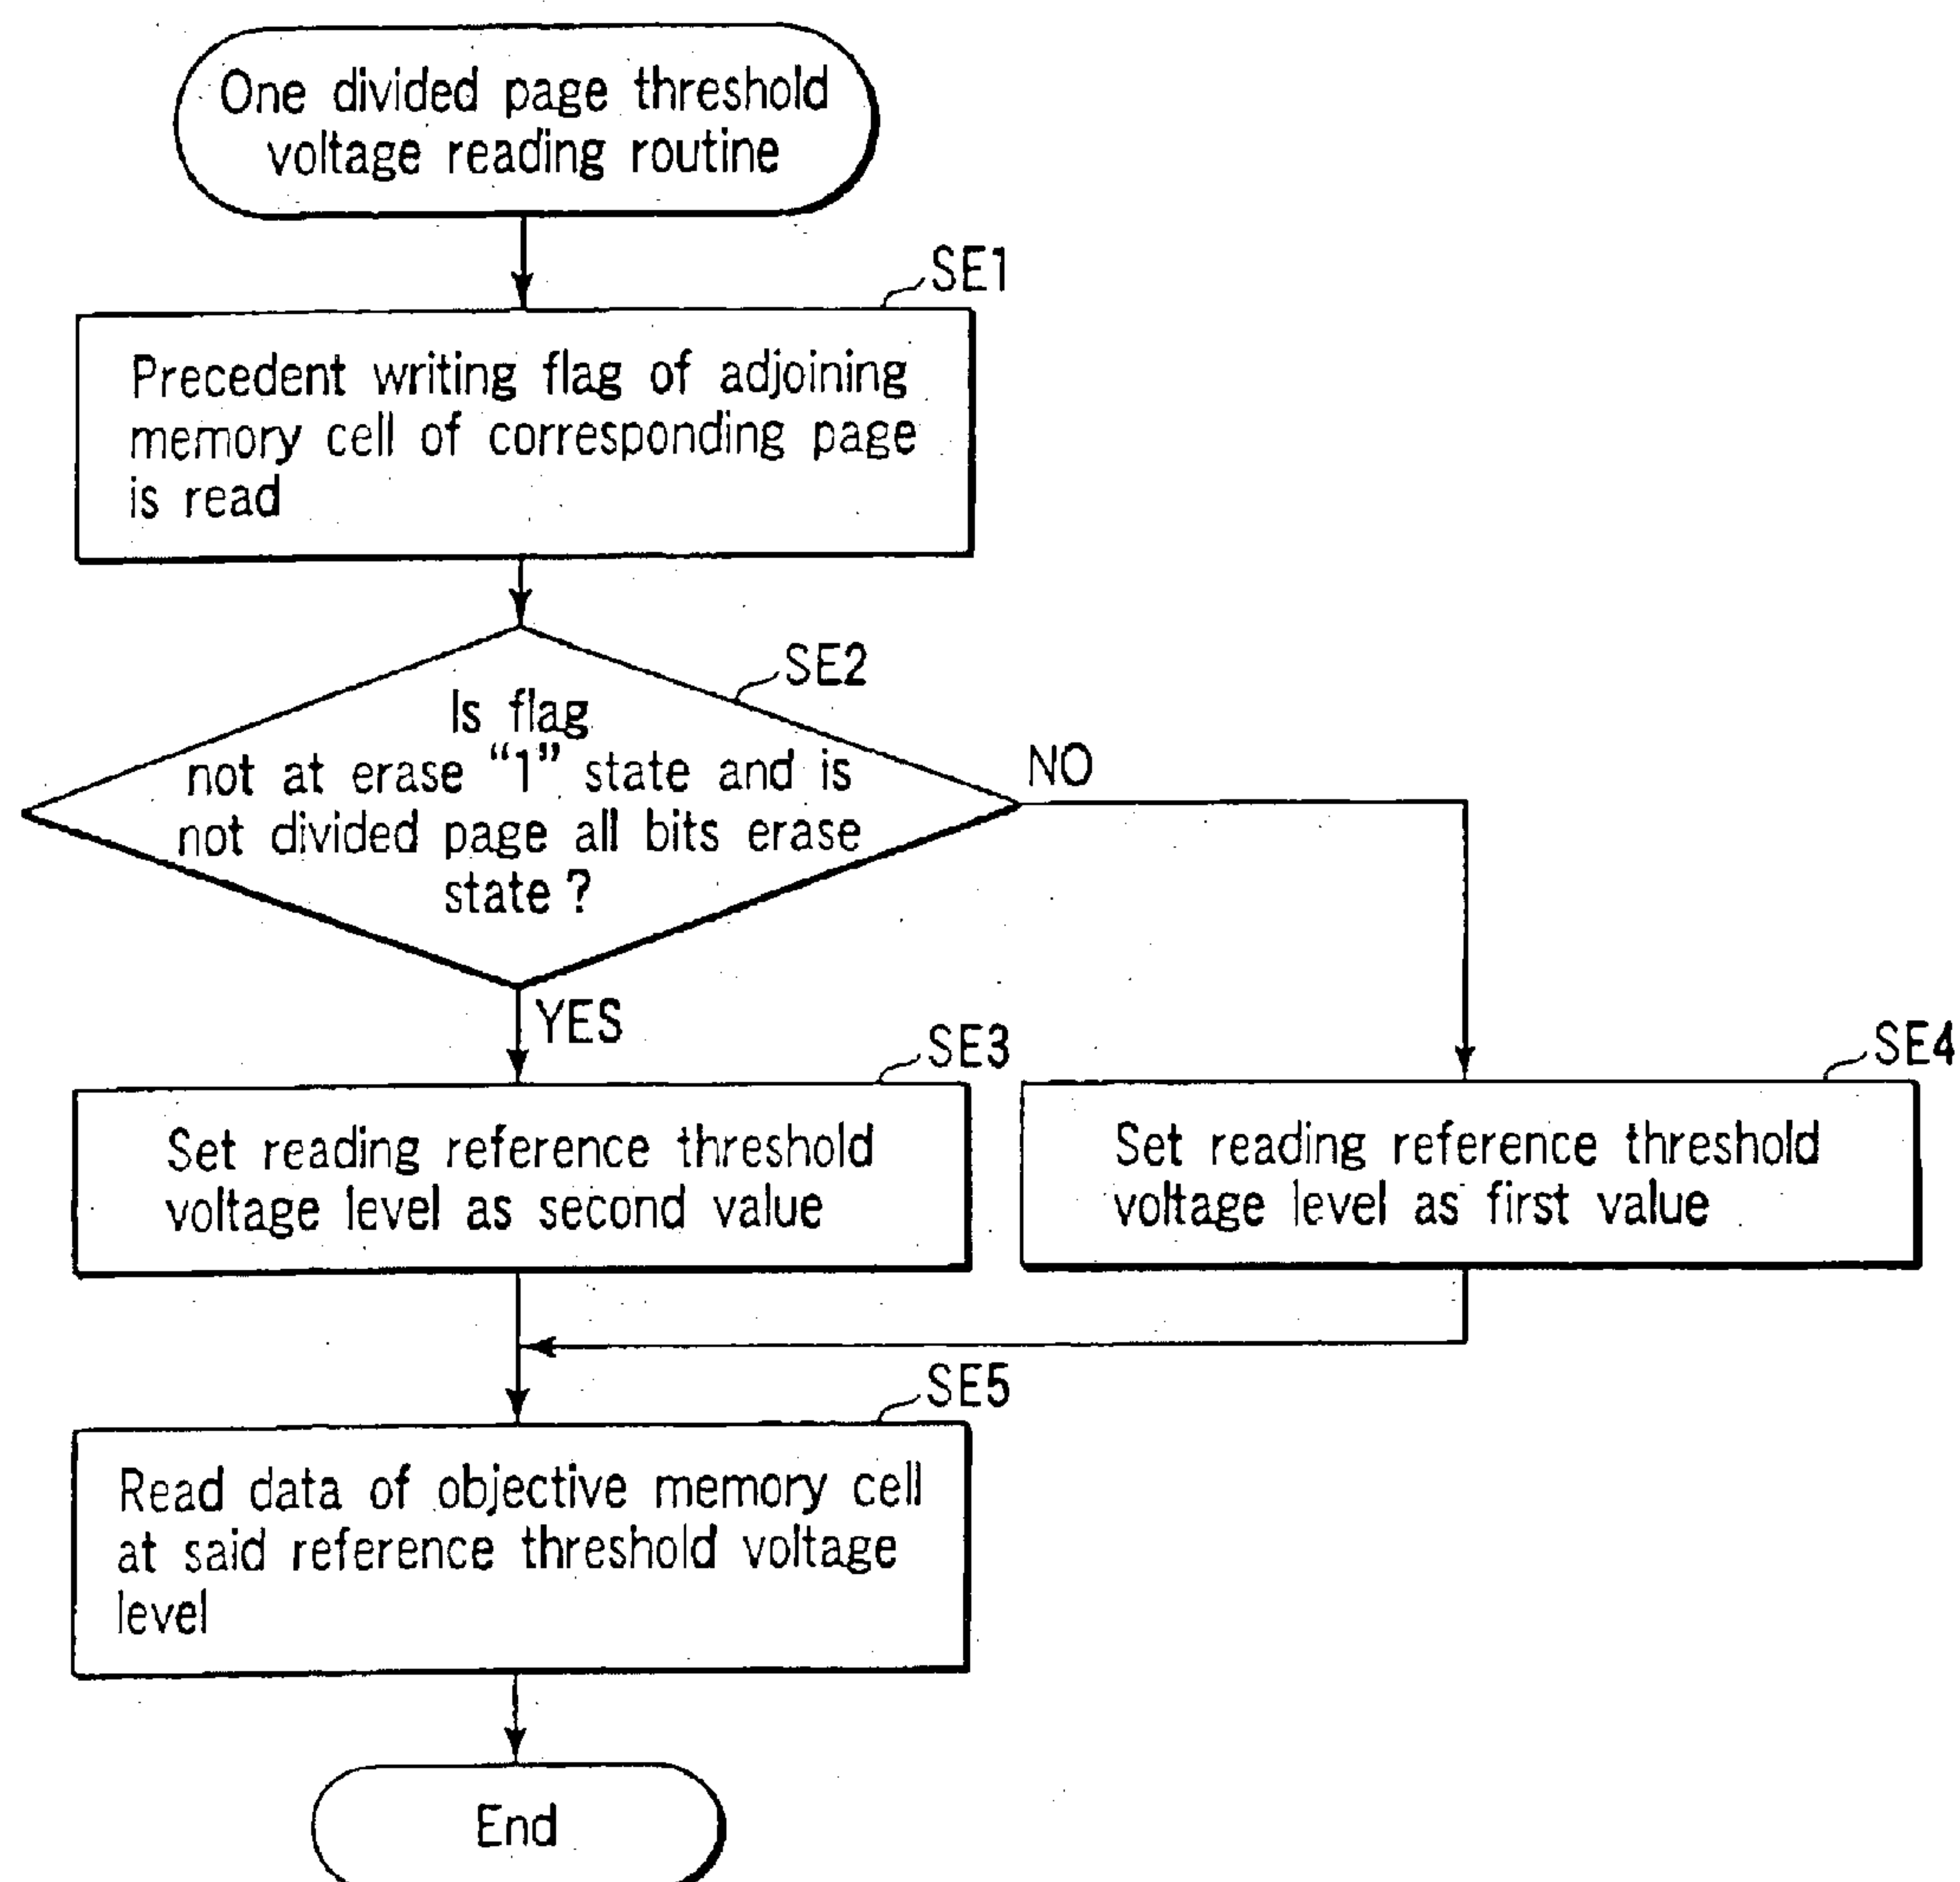 One divided page threshold
voltage reading routine
SE1
Precedent writing flag of adjoining
memory cell of corresponding page
is read
SE2
Is flag
not at erase “1” state and is
not divided page all bits erase
state ?
NO
YES
SE3
Set reading reference threshold
voltage level as second value
SE4
Set reading reference threshold
voltage level as first value
SE5
Read data of objective memory cell
at said reference threshold voltage
level
End